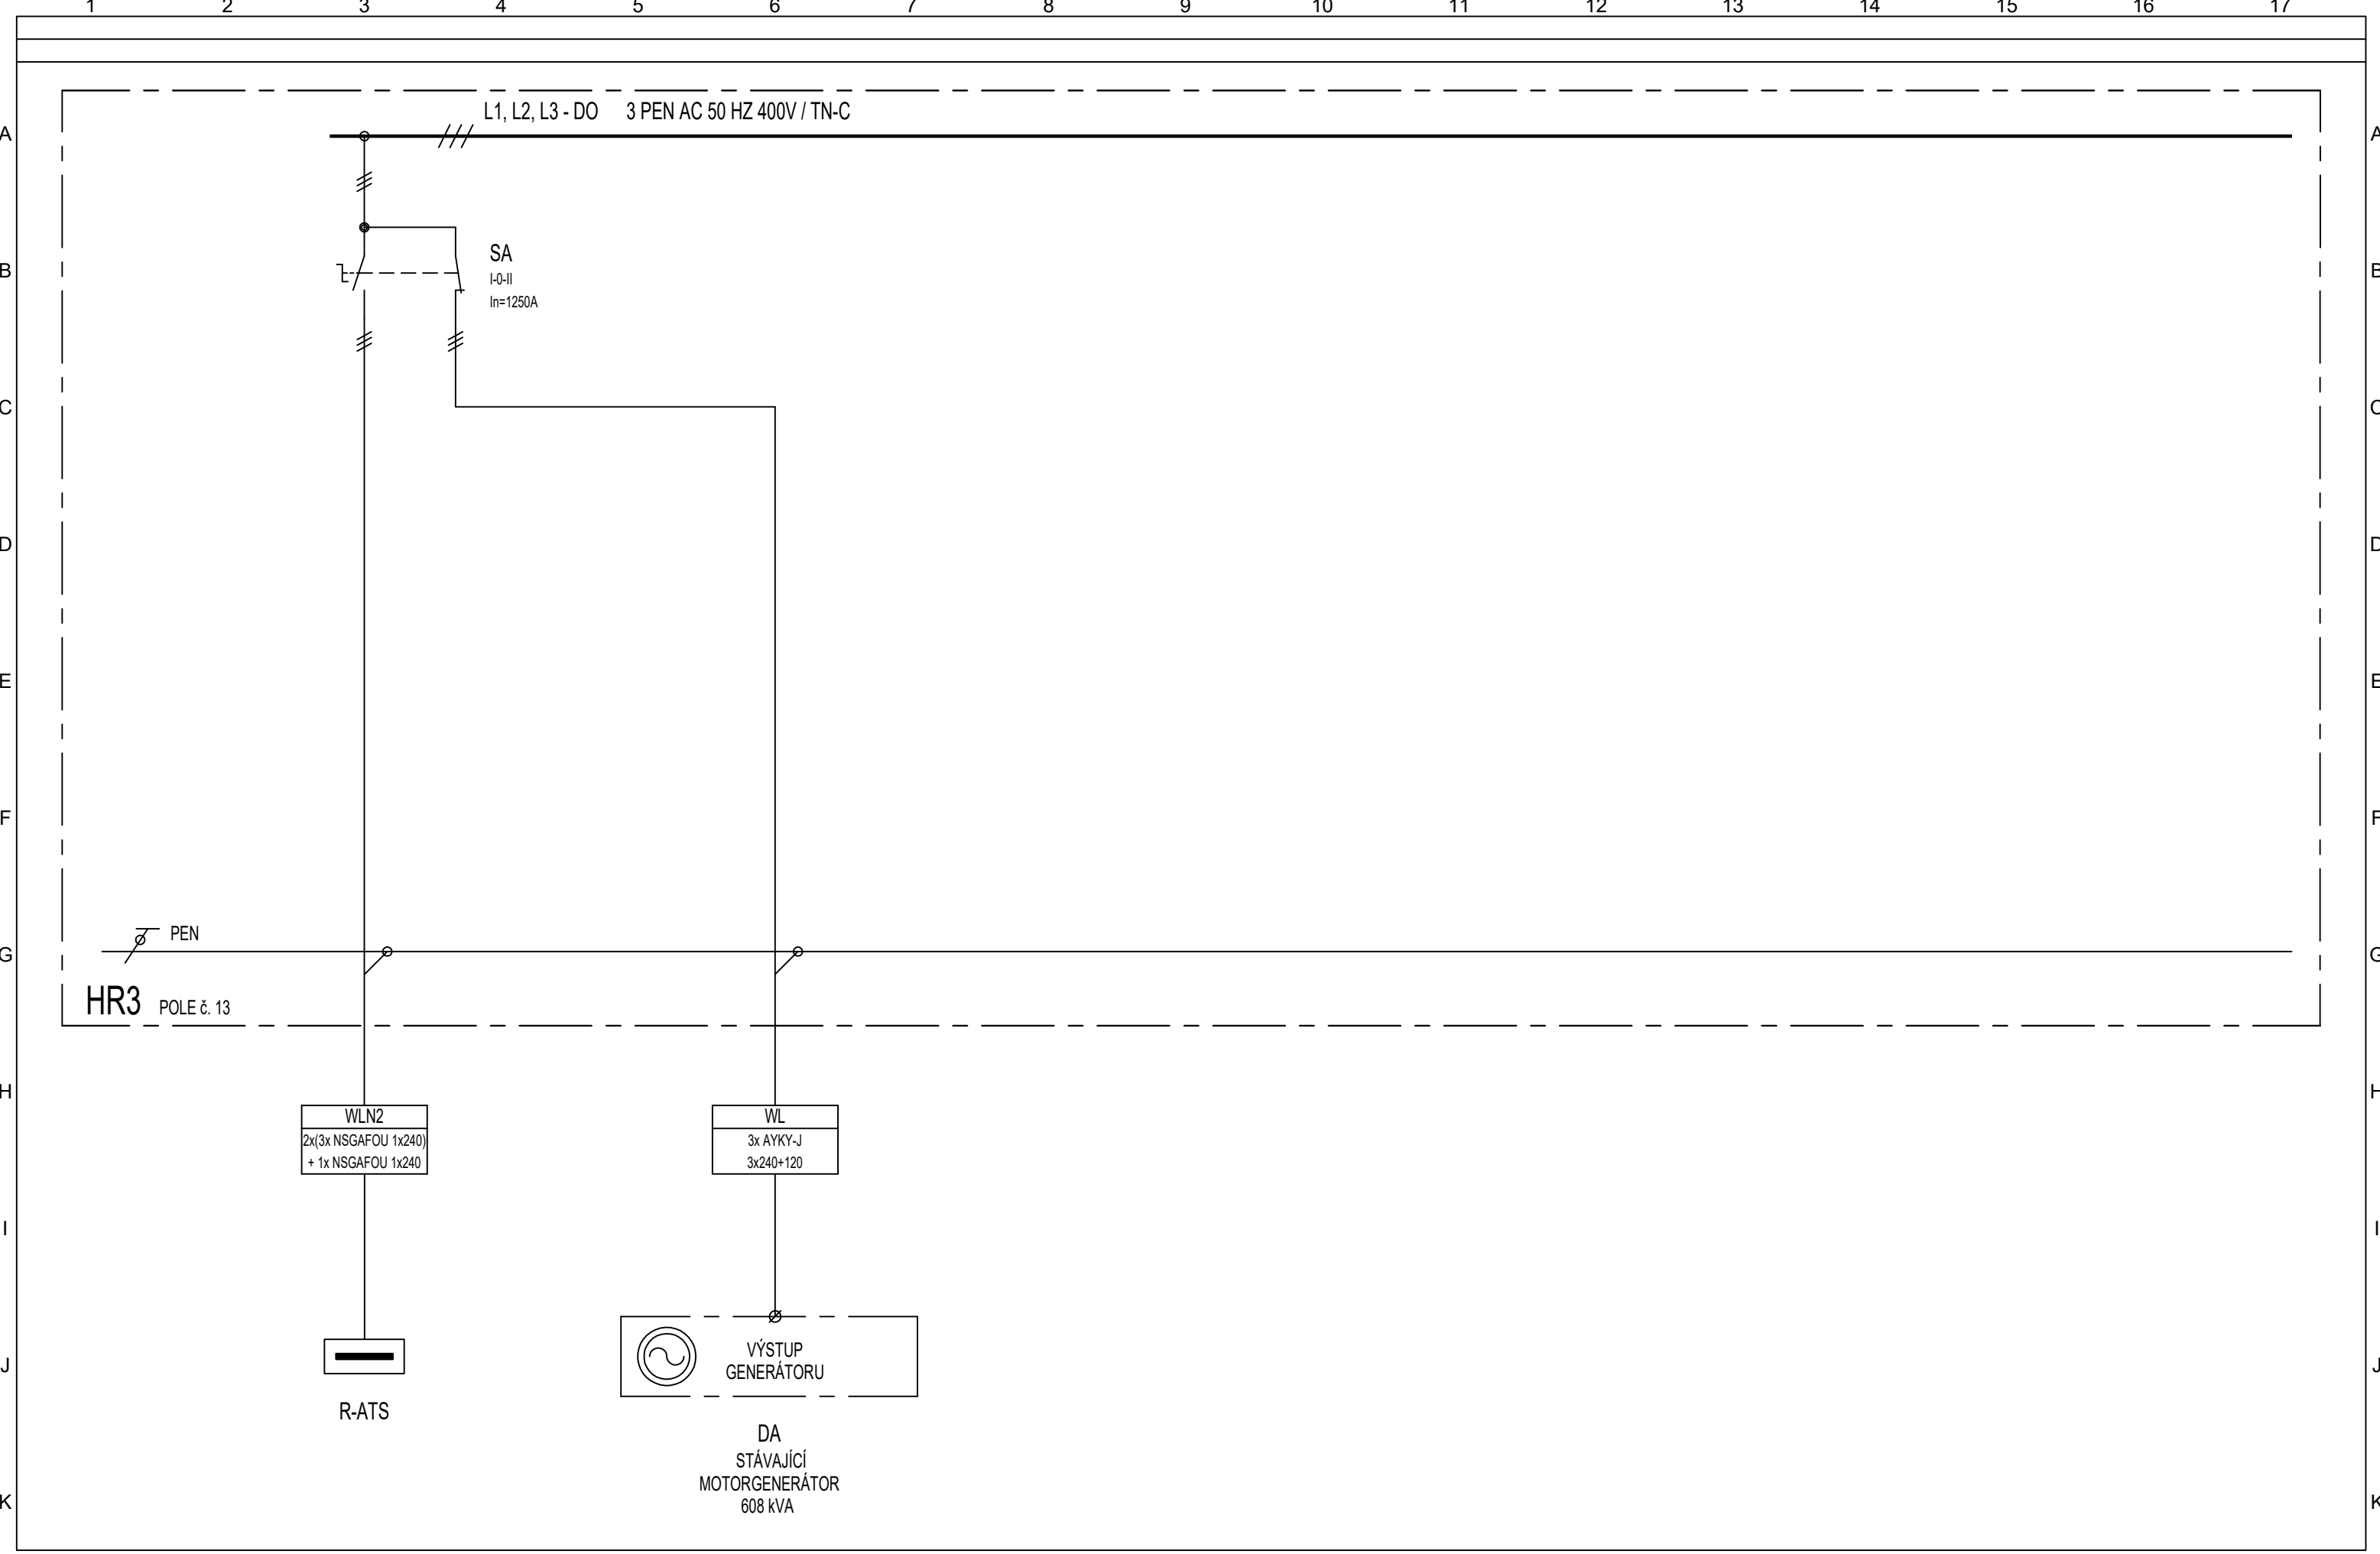 1 2 3 4 5 6 7 8 9 10 11 12 13 14 15 16 17
L1, L2, L3 - DO 3 PEN AC 50 HZ 400V / TN-C
A A
SA
B B
I-0-II
In=1250A
C C
D D
E E
F F
PEN
G G
HR3 POLE č. 13
H H
WLN2
2x(3x NSGAFOU 1x240)
+ 1x NSGAFOU 1x240
WL
3x AYKY-J
3x240+120
I I
VÝSTUP
GENERÁTORU
J J
R-ATS
DA
STÁVAJÍCÍ
MOTORGENERÁTOR
608 kVA
K K